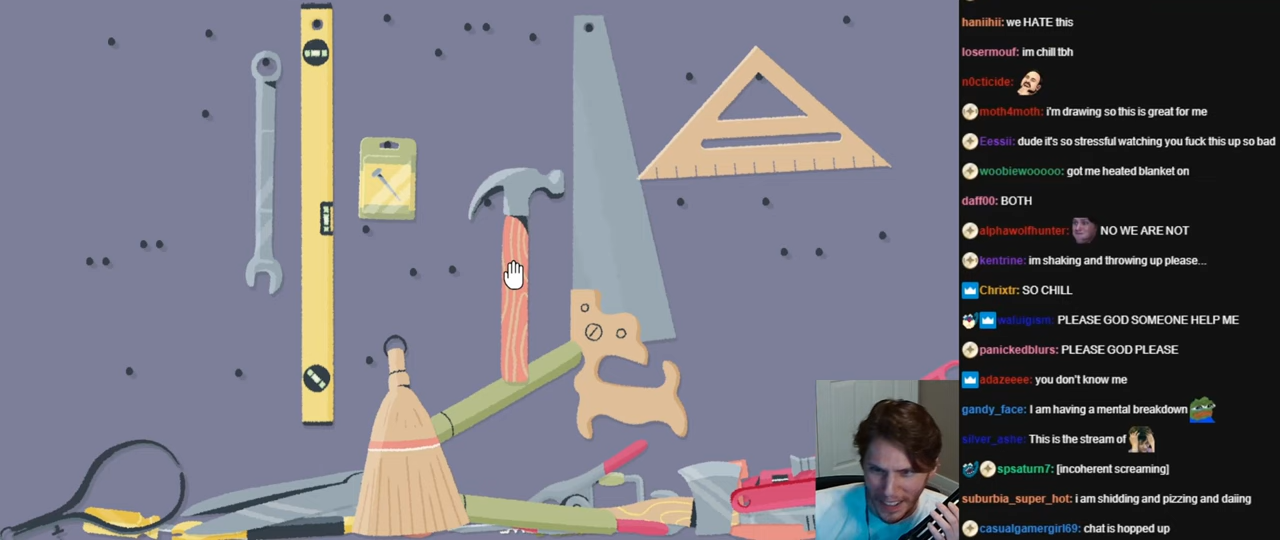 haniihii: we HATE this
losermouf: im chill tbh
n0cticide:
moth4moth: i'm drawing so this is great for me
Eessii: dude it's so stressful watching you fuck this up so bad
woobiewooooo: got me heated blanket on
daff00: BOTH
alphawolfhunter: NO WE ARE NOT
kentrine: im shaking and throwing up please...
Chrixtr: SO CHILL
waluigism: PLEASE GOD SOMEONE HELP ME
panickedblurs: PLEASE GOD PLEASE
adazeeee: you don't know me
gandy_face: I am having a mental breakdown
silver_ashe: This is the stream of
spsaturn7: [incoherent screaming]
suburbia_super_hot: i am shidding and pizzing and daiing
casualgamergirl69: chat is hopped up